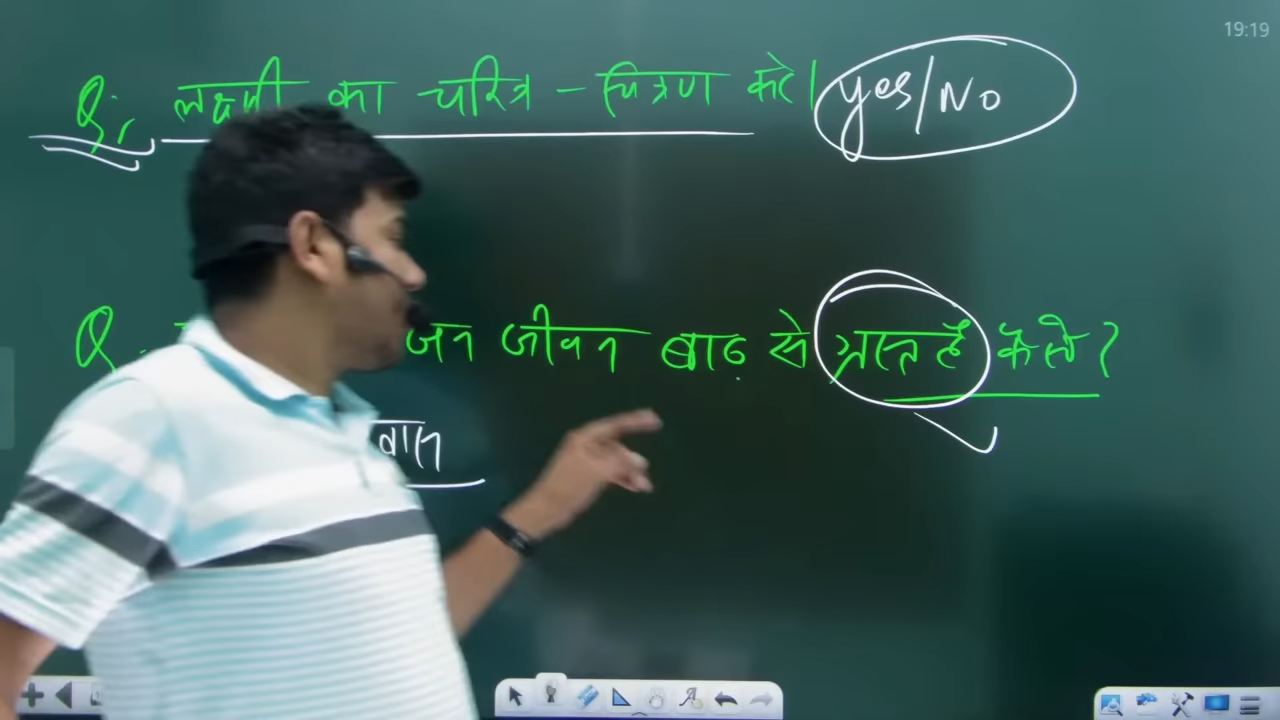 19:19
Q. लक्ष्मी का चरित्र - चित्रण करें। yes/No
Q. जन जीवन बाढ़ से त्रस्त है कैसे?